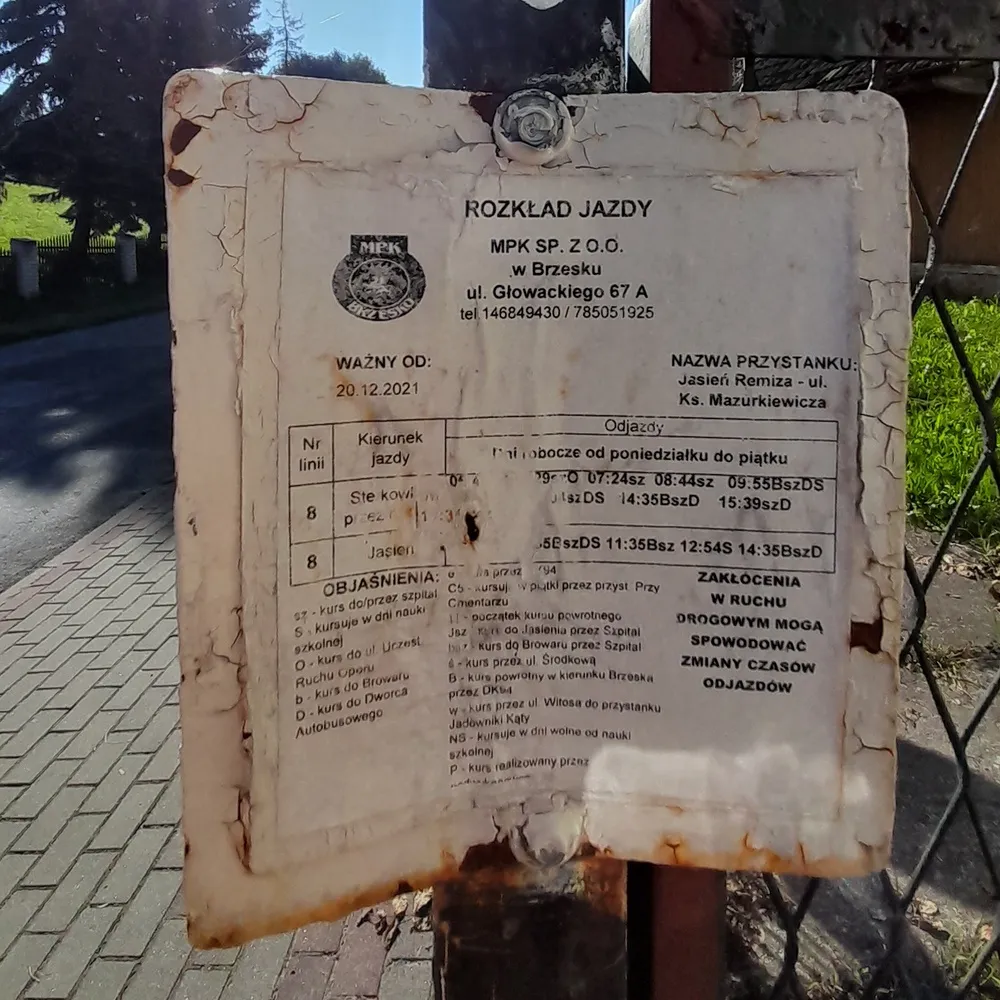 ROZKŁAD JAZDY
MPK
BRZESKO
MPK SP. Z O.O.
w Brzesku
ul. Głowackiego 67 A
tel.146849430 / 785051925
WAŻNY OD:
20.12.2021
NAZWA PRZYSTANKU:
Jasień Remiza - ul.
Ks. Mazurkiewicza
Nr linii
Kierunek jazdy
Odjazdy
robocze od poniedziałku do piątku
8
przez
07:24sz 08:44sz 09:55BszDS
14:35BszD 15:39szD
8
Jasień
11:35Bsz 12:54S 14:35BszD
OBJAŚNIENIA:
sz - kurs do/przez szpital
S - kursuje w dni nauki
szkolnej
O - kurs do ul. Urzesł.
Ruchu Oporu
b - kurs do Browaru
D - kurs do Dworca
Autobusowego
przez
C5 - kursuje w piątki przez przyst. Przy
Cmentarzu
- początek kursu powrotnego
Jsz - kurs do Jasienia przez Szpital
- kurs do Browaru przez Szpital
ś - kurs przez ul. Środkową
B - kurs powrotny w kierunku Brzeska
przez DK94
w - kurs przez ul. Witosa do przystanku
Jadowniki Kąty
NS - kursuje w dni wolne od nauki
szkolnej
P - kurs realizowany przez
ZAKŁÓCENIA
W RUCHU
DROGOWYM MOGĄ
SPOWODOWAĆ
ZMIANY CZASÓW
ODJAZDÓW